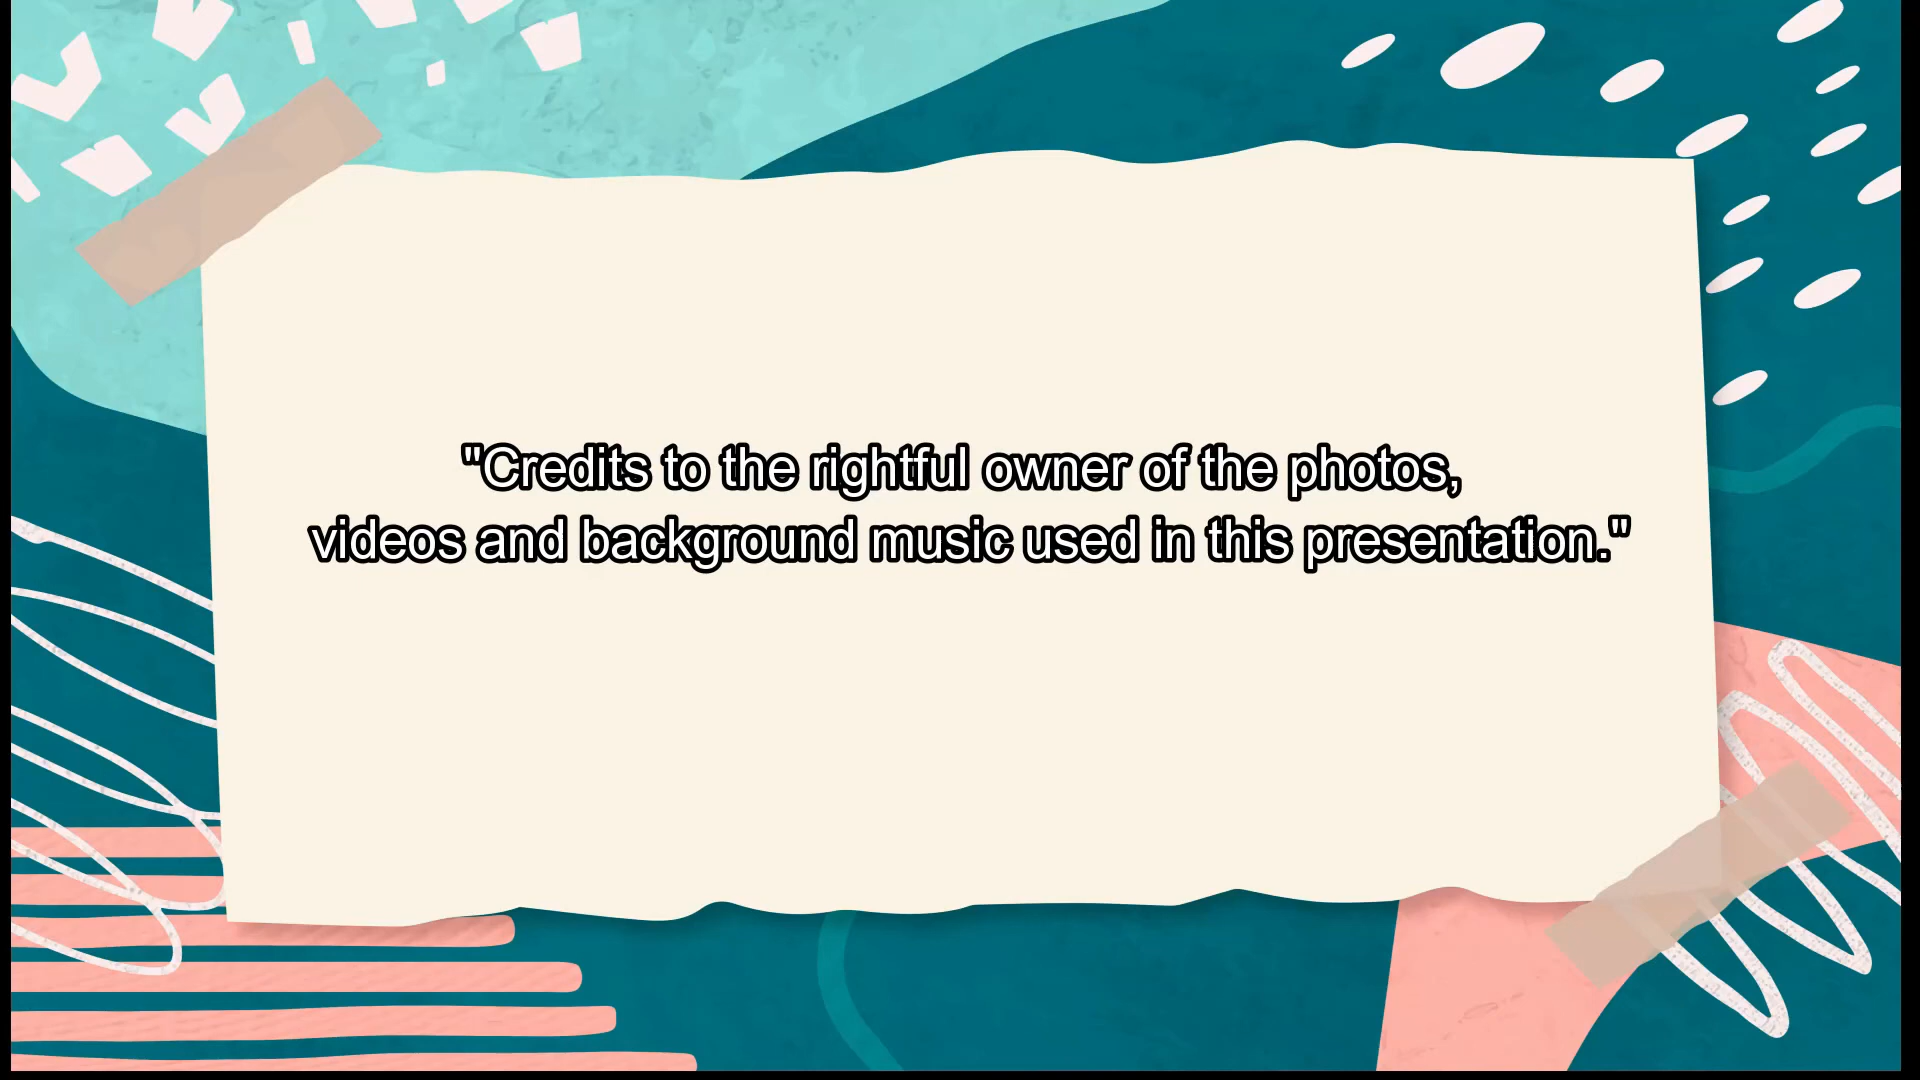 "Credits to the rightful owner of the photos,
videos and background music used in this presentation."